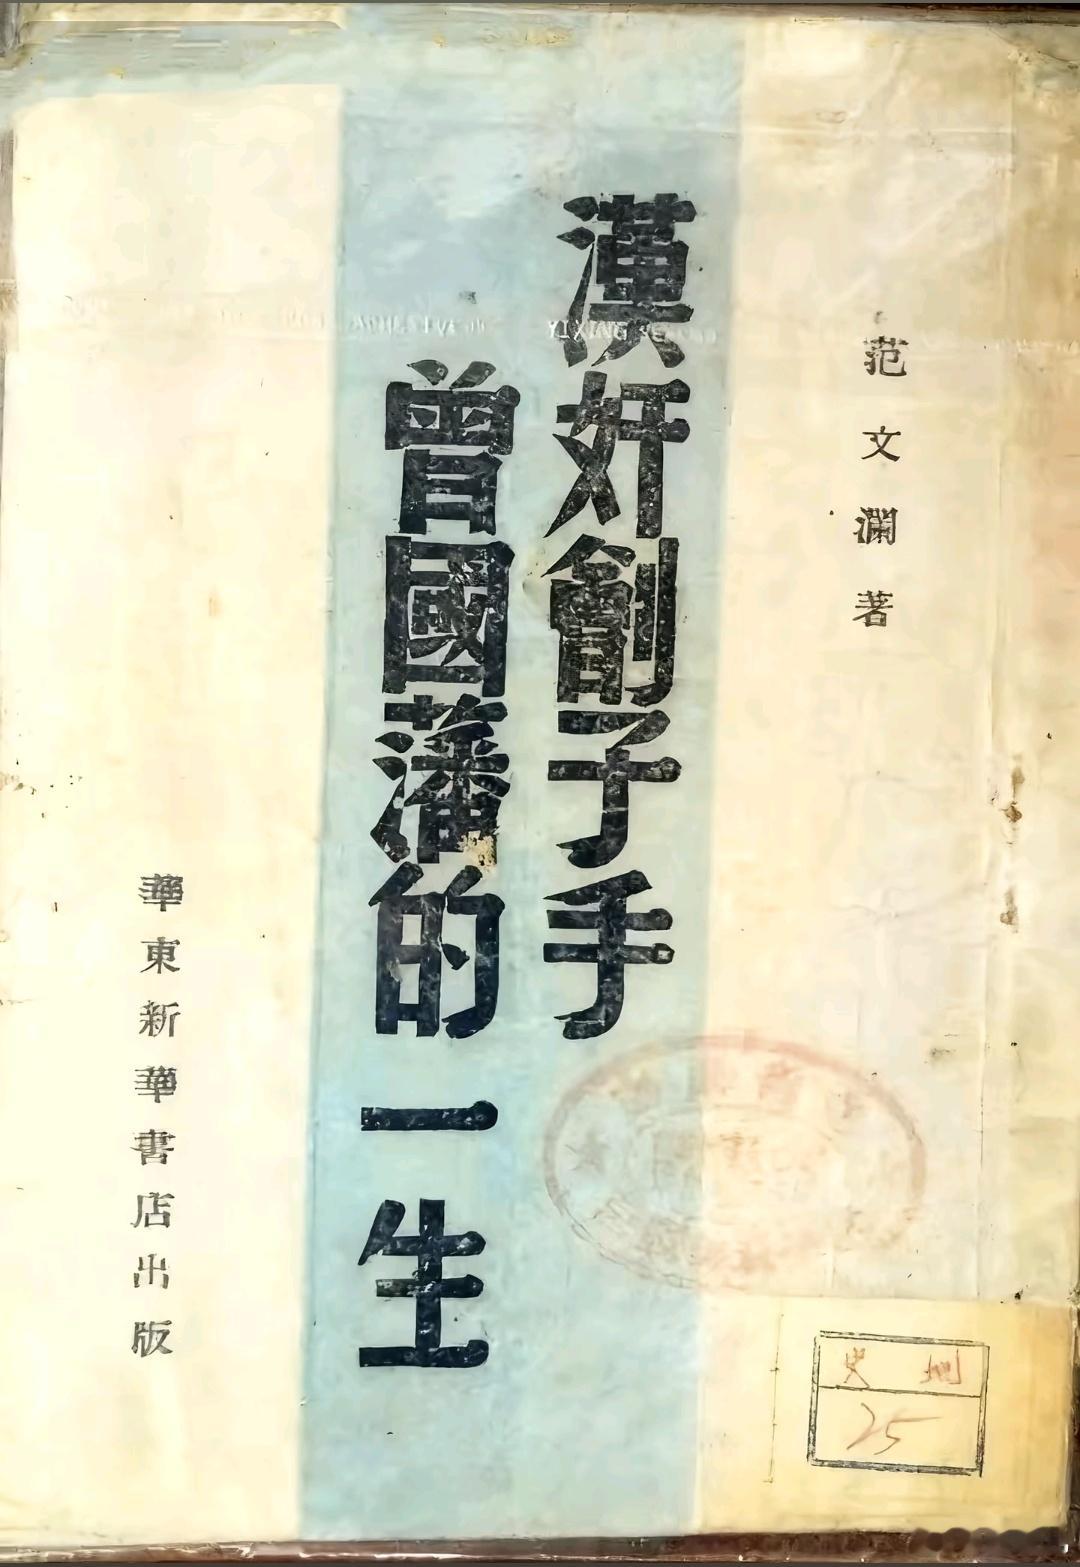 范文瀾著
漢奸劊子手
曾國藩的一生
華東新華書店出版
25